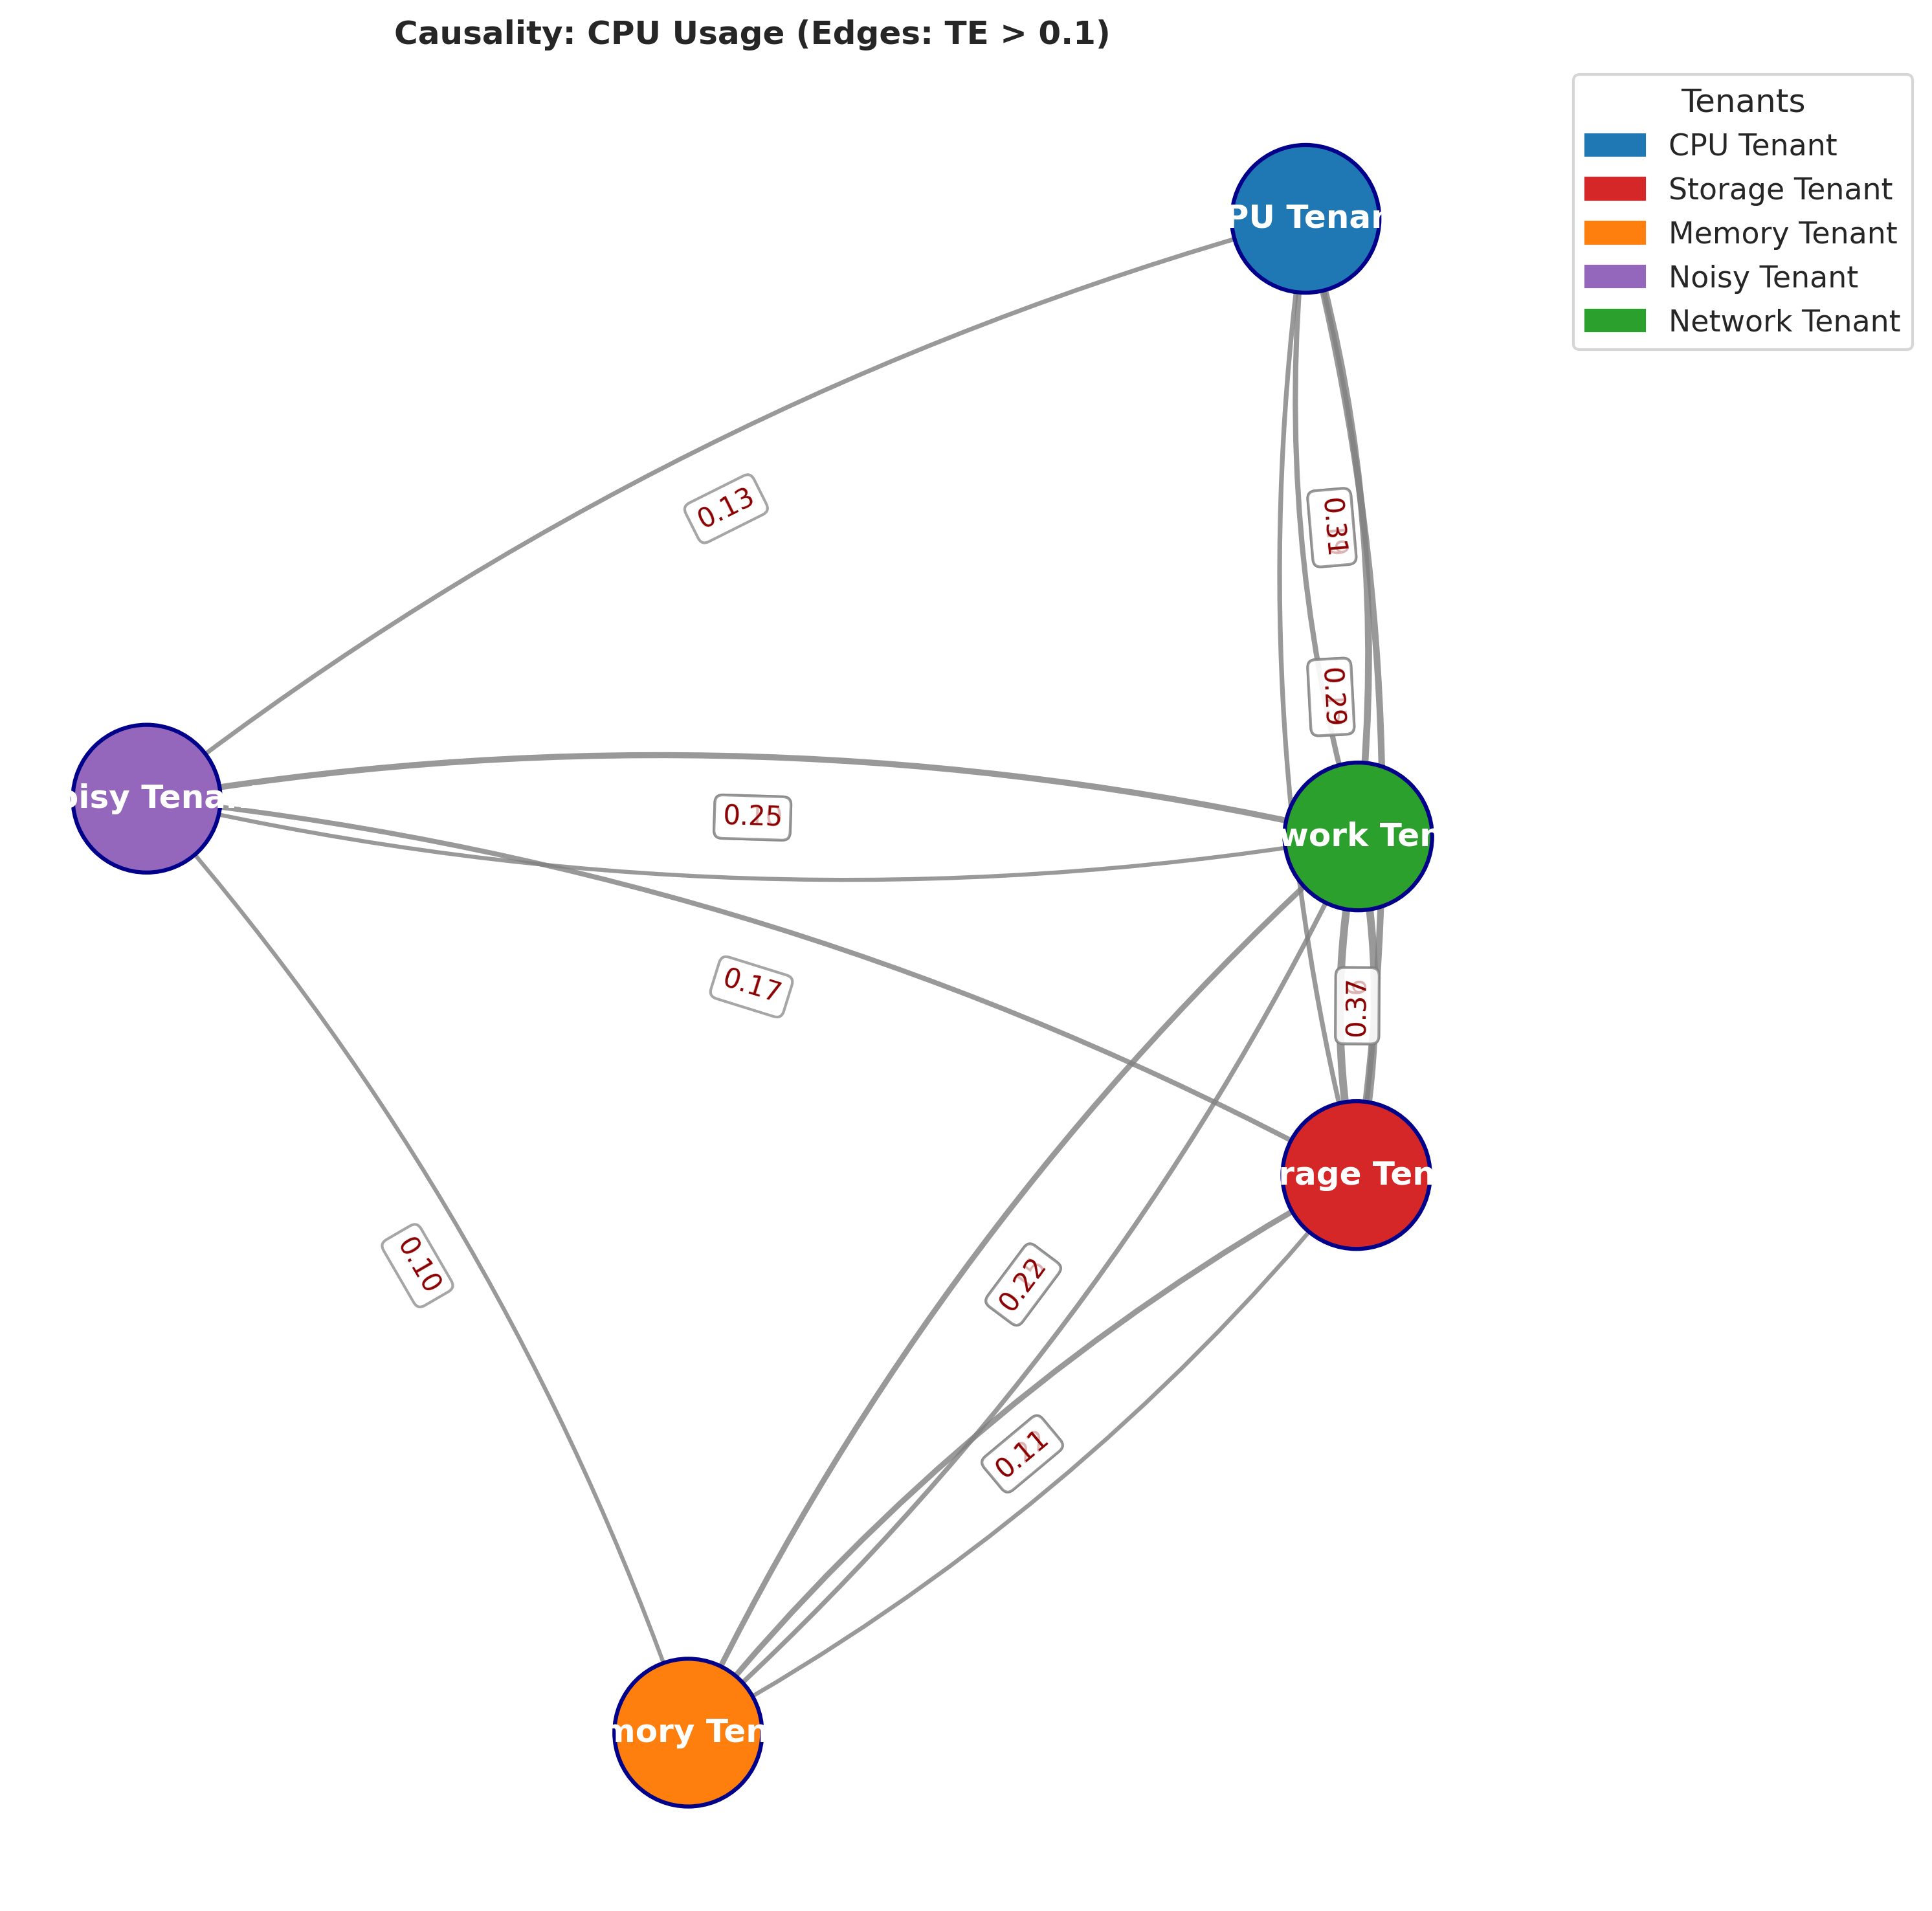 Causality: CPU Usage (Edges: TE > 0.1)
Tenants
CPU Tenant
Storage Tenant
Memory Tenant
Noisy Tenant
Network Tenant
PU Tenan
0.13
0.31
0.29
oisy Tena
0.25
work Ten
0.17
0.37
rage Ten
0.10
0.22
0.11
mory Ten